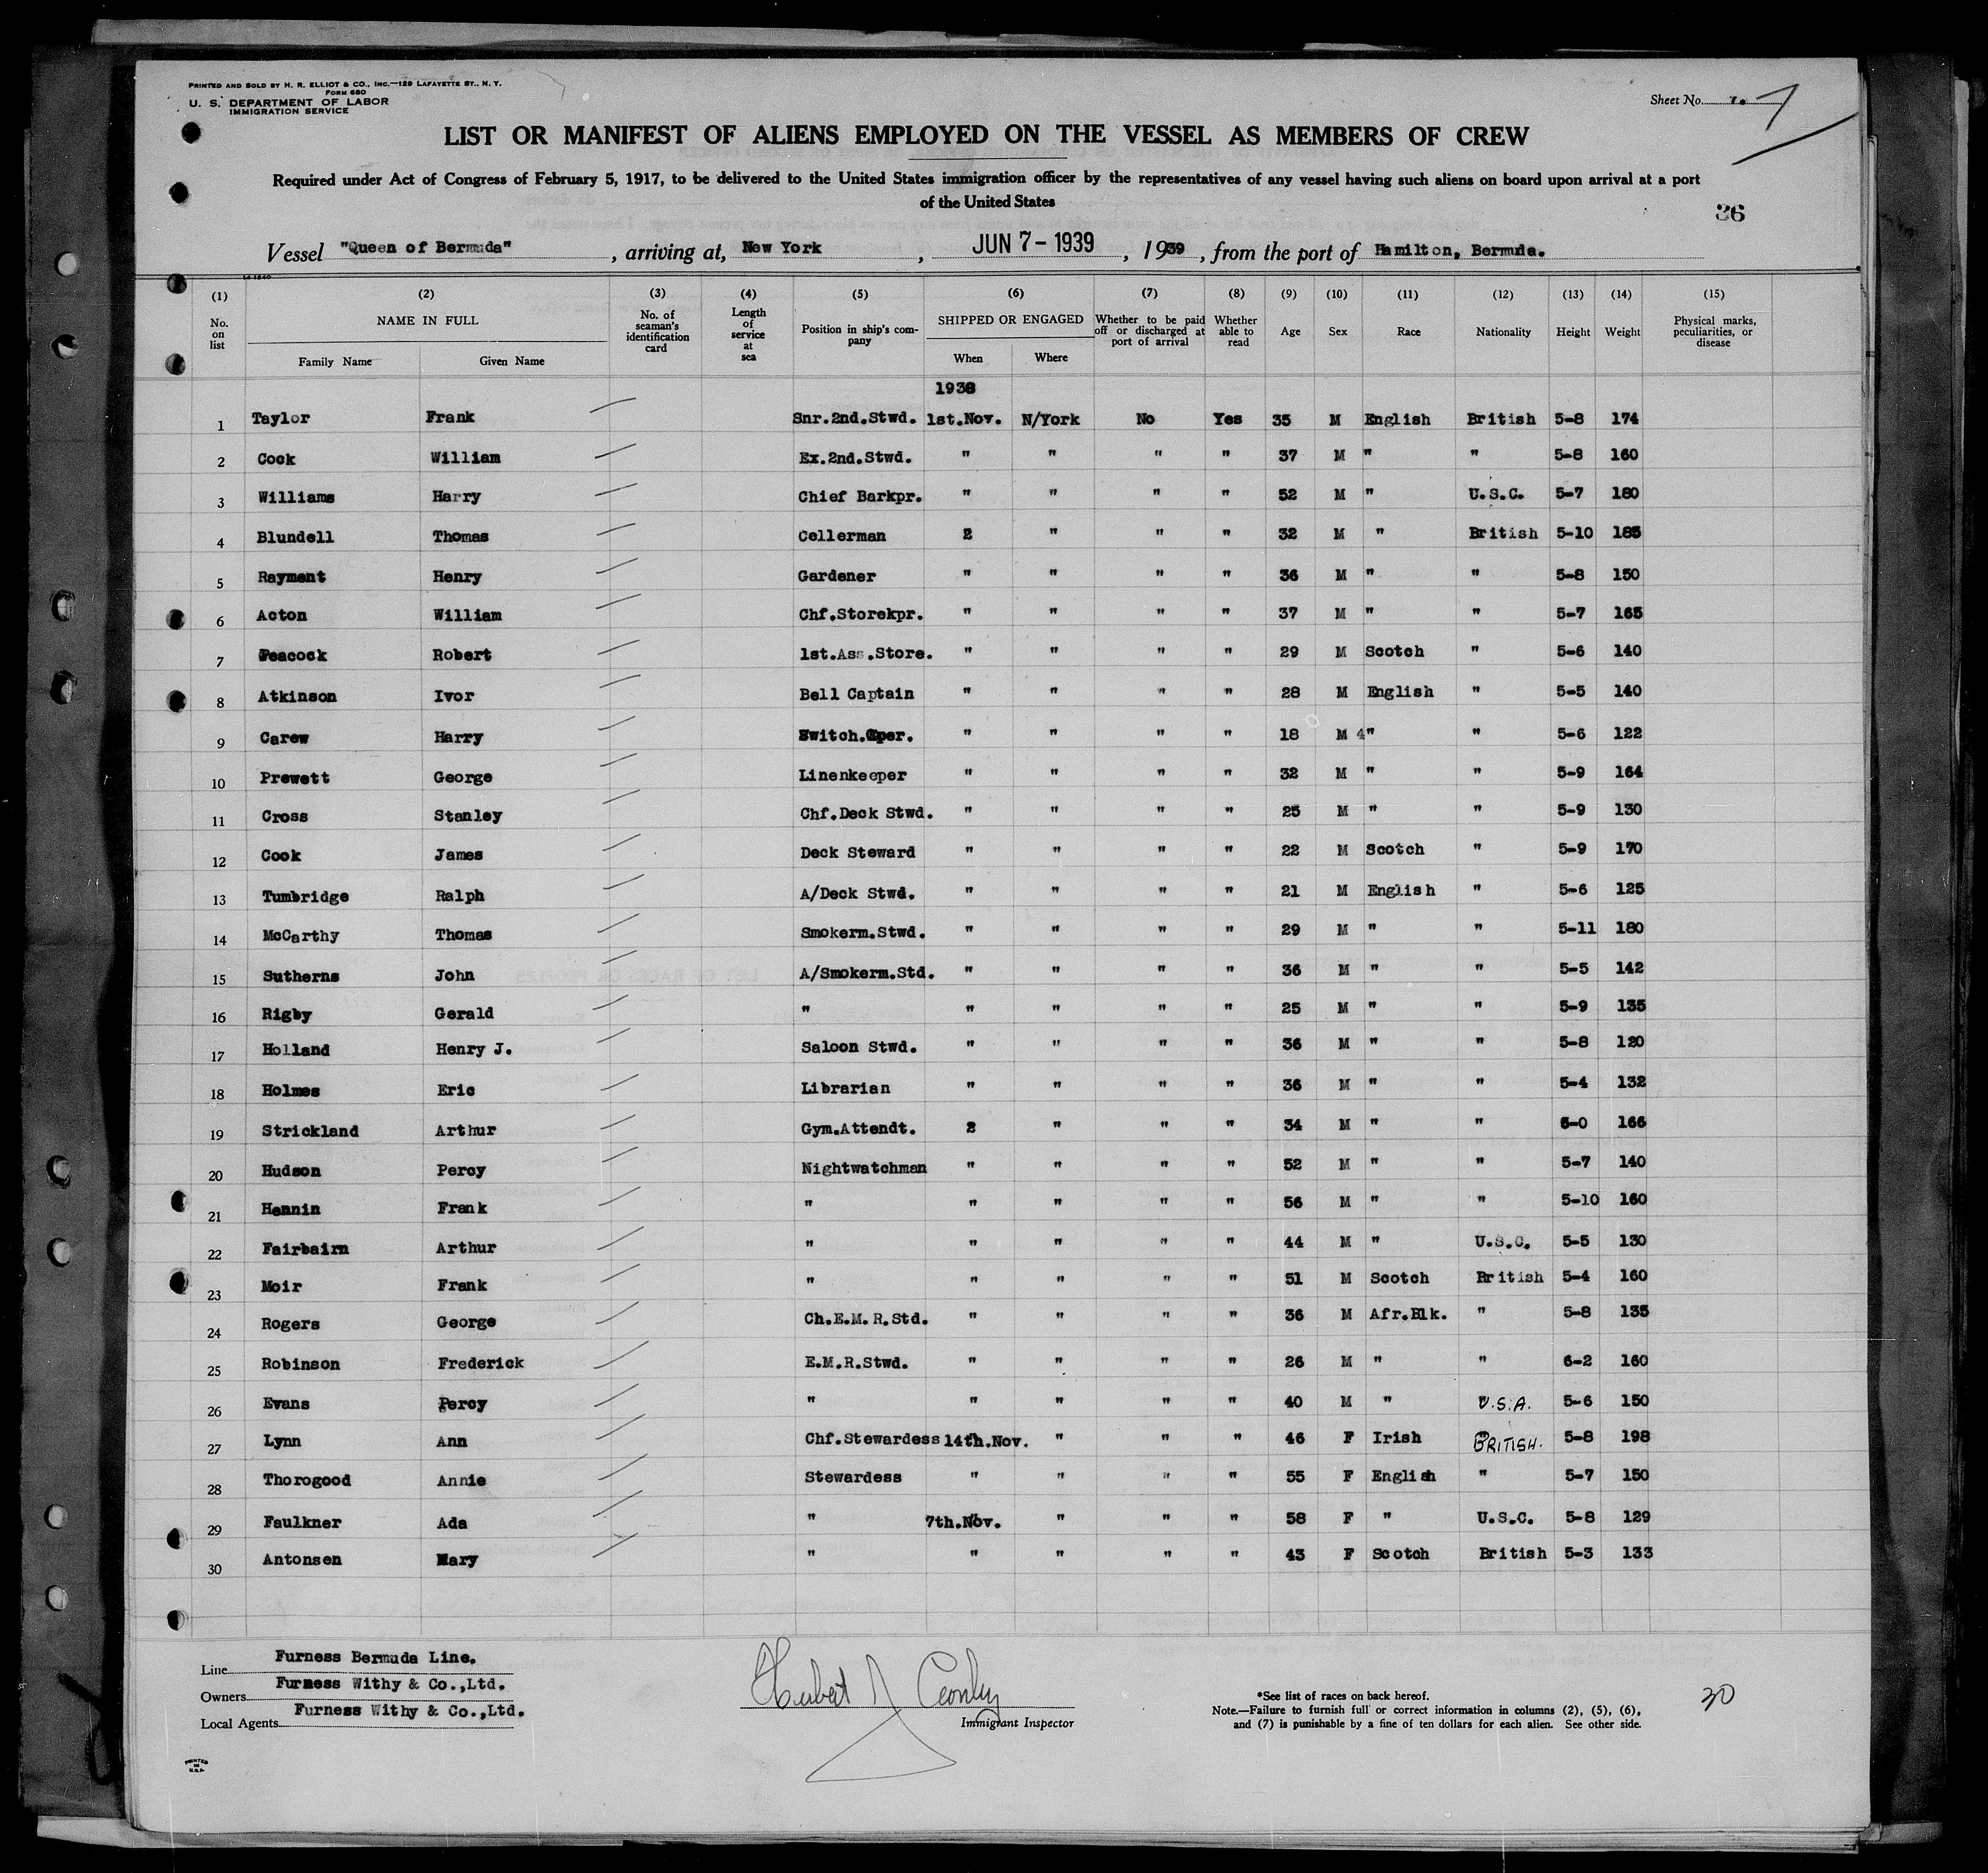 PRINTED AND SOLD BY H. R. ELLIOT & CO., INC.—129 LAFAYETTE ST., N. Y.
FORM 680
U. S. DEPARTMENT OF LABOR
IMMIGRATION SERVICE
Sheet No. 7. 7
LIST OR MANIFEST OF ALIENS EMPLOYED ON THE VESSEL AS MEMBERS OF CREW
Required under Act of Congress of February 5, 1917, to be delivered to the United States immigration officer by the representatives of any vessel having such aliens on board upon arrival at a port
of the United States
36
Vessel "Queen of Bermuda", arriving at, New York, JUN 7 - 1939, 1939, from the port of Hamilton, Bermuda.
(1) (2) (3) (4) (5) (6) (7) (8) (9) (10) (11) (12) (13) (14) (15)
No. on list NAME IN FULL Family Name Given Name No. of seaman's identification card Length of service at sea Position in ship's company SHIPPED OR ENGAGED When Where Whether to be paid off or discharged at port of arrival Whether able to read Age Sex Race Nationality Height Weight Physical marks, peculiarities, or disease
1938
1 Taylor Frank Snr.2nd.Stwd. 1st.Nov. N/York No Yes 35 M English British 5-8 174
2 Cook William Ex.2nd.Stwd. " " " " 37 M " " 5-8 160
3 Williams Harry Chief Barkpr. " " " " 52 M " U.S.C. 5-7 180
4 Blundell Thomas Cellerman 2 " " " 32 M " British 5-10 185
5 Rayment Henry Gardener " " " " 36 M " " 5-8 150
6 Acton William Chf.Storekpr. " " " " 37 M " " 5-7 165
7 Peacock Robert 1st.Ass.Store. " " " " 29 M Scotch " 5-6 140
8 Atkinson Ivor Bell Captain " " " " 28 M English " 5-5 140
9 Carew Harry Switch.Oper. " " " " 18 M 4" " 5-6 122
10 Prewett George Linenkeeper " " " " 32 M " " 5-9 164
11 Cross Stanley Chf.Deck Stwd. " " " " 25 M " " 5-9 130
12 Cook James Deck Steward " " " " 22 M Scotch " 5-9 170
13 Tumbridge Ralph A/Deck Stwd. " " " " 21 M English " 5-6 125
14 McCarthy Thomas Smokerm.Stwd. " " " " 29 M " " 5-11 180
15 Sutherns John A/Smokerm.Std. " " " " 36 M " " 5-5 142
16 Rigby Gerald " " " " " 25 M " " 5-9 135
17 Holland Henry J. Saloon Stwd. " " " " 36 M " " 5-8 120
18 Holmes Eric Librarian " " " " 36 M " " 5-4 132
19 Strickland Arthur Gym.Attendt. 2 " " " 34 M " " 6-0 166
20 Hudson Percy Nightwatchman " " " " 52 M " " 5-7 140
21 Hennin Frank " " " " " 56 M " " 5-10 160
22 Fairbairn Arthur " " " " " 44 M " U.S.C. 5-5 130
23 Moir Frank " " " " " 51 M Scotch British 5-4 160
24 Rogers George Ch.E.M.R.Std. " " " " 36 M Afr.Blk. " 5-8 135
25 Robinson Frederick E.M.R.Stwd. " " " " 26 M " " 6-2 160
26 Evans Percy " " " " " 40 M " U.S.A. 5-6 150
27 Lynn Ann Chf.Stewardess 14th.Nov. " " " 46 F Irish BRITISH. 5-8 198
28 Thorogood Annie Stewardess " " " " 55 F English " 5-7 150
29 Faulkner Ada " 7th.Nov. " " " 58 F " U.S.C. 5-8 129
30 Antonsen Mary " " " " " 43 F Scotch British 5-3 133
Line Furness Bermuda Line.
Owners Furness Withy & Co.,Ltd.
Local Agents Furness Withy & Co.,Ltd.
Immigrant Inspector
*See list of races on back hereof.
Note.—Failure to furnish full or correct information in columns (2), (5), (6),
and (7) is punishable by a fine of ten dollars for each alien. See other side.
30
PRINTED
IN
U.S.A.